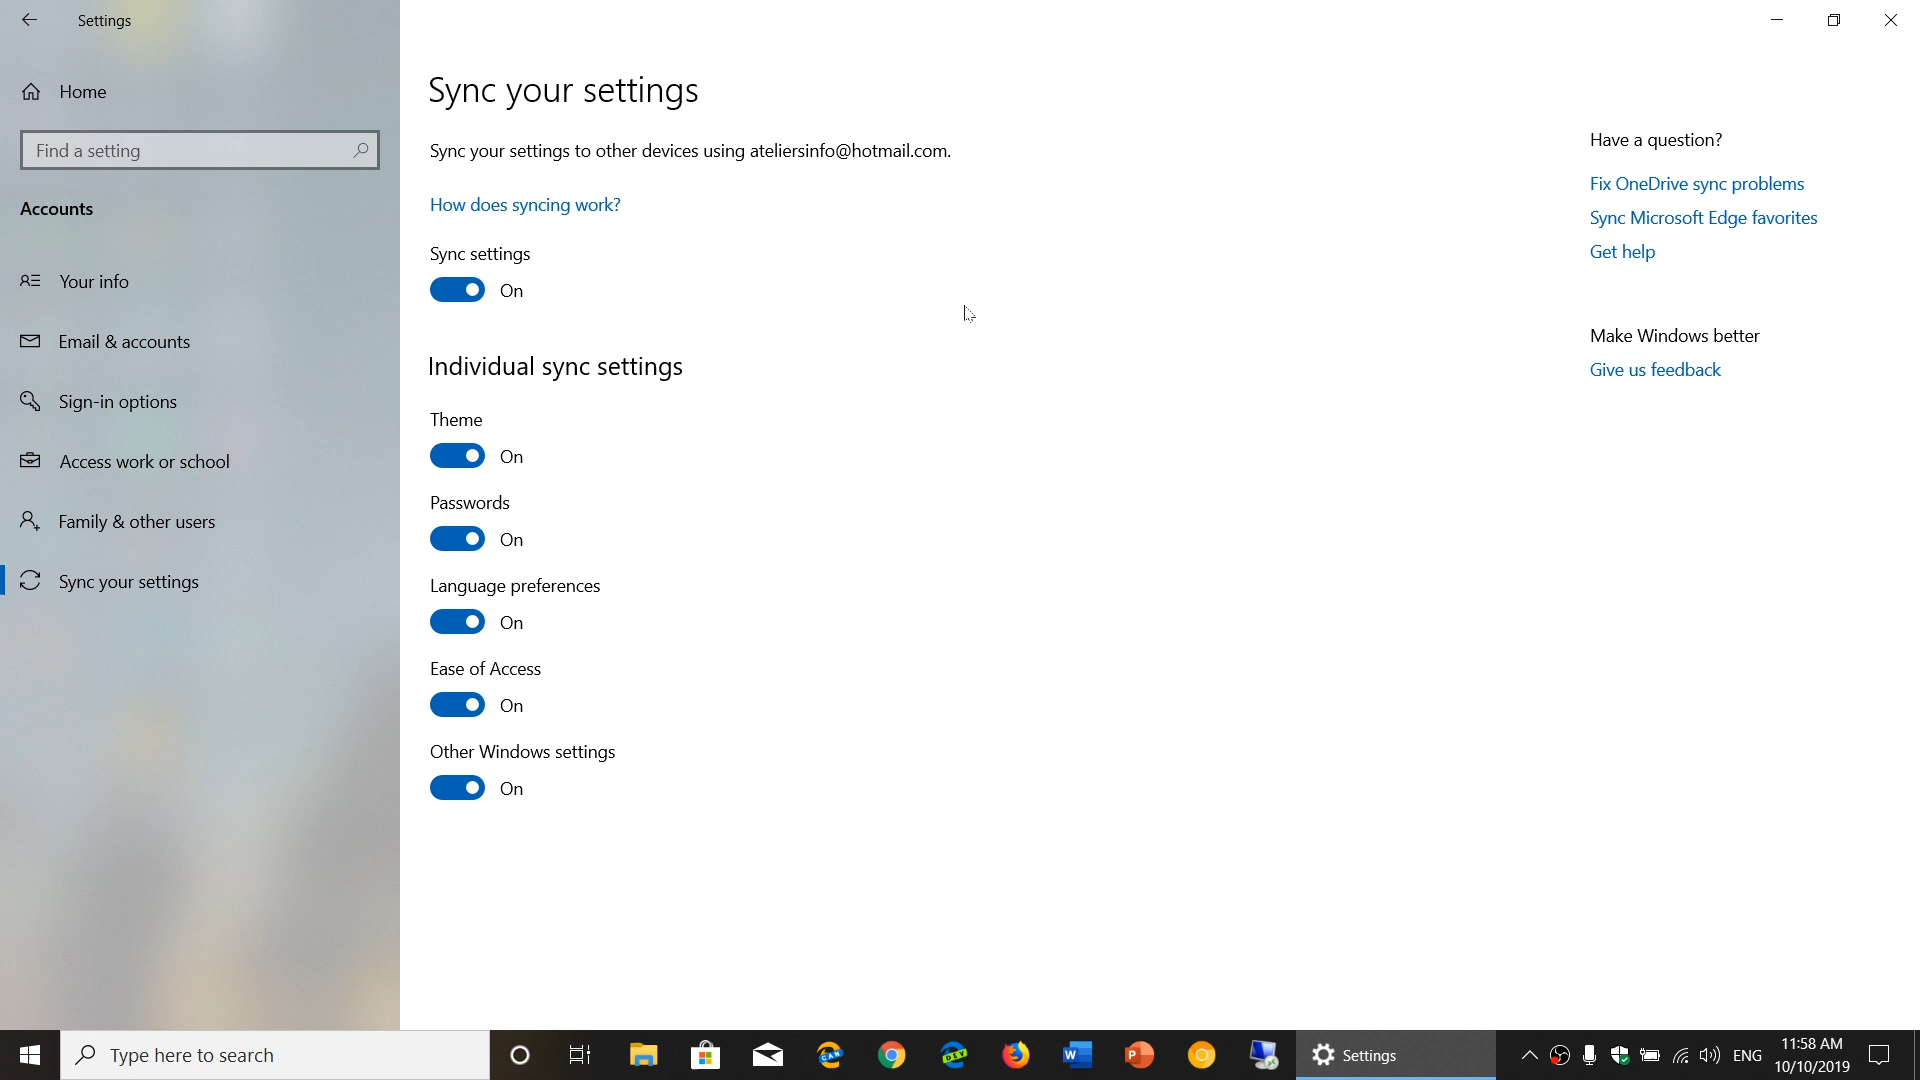 Settings
Home
Find a setting
Accounts
Your info
Email & accounts
Sign-in options
Access work or school
Family & other users
Sync your settings
Sync your settings
Sync your settings to other devices using ateliersinfo@hotmail.com.
How does syncing work?
Sync settings
On
Individual sync settings
Theme
On
Passwords
On
Language preferences
On
Ease of Access
On
Other Windows settings
On
Have a question?
Fix OneDrive sync problems
Sync Microsoft Edge favorites
Get help
Make Windows better
Give us feedback
Type here to search
CAN
DEV
W
P
Settings
ENG
11:58 AM
10/10/2019